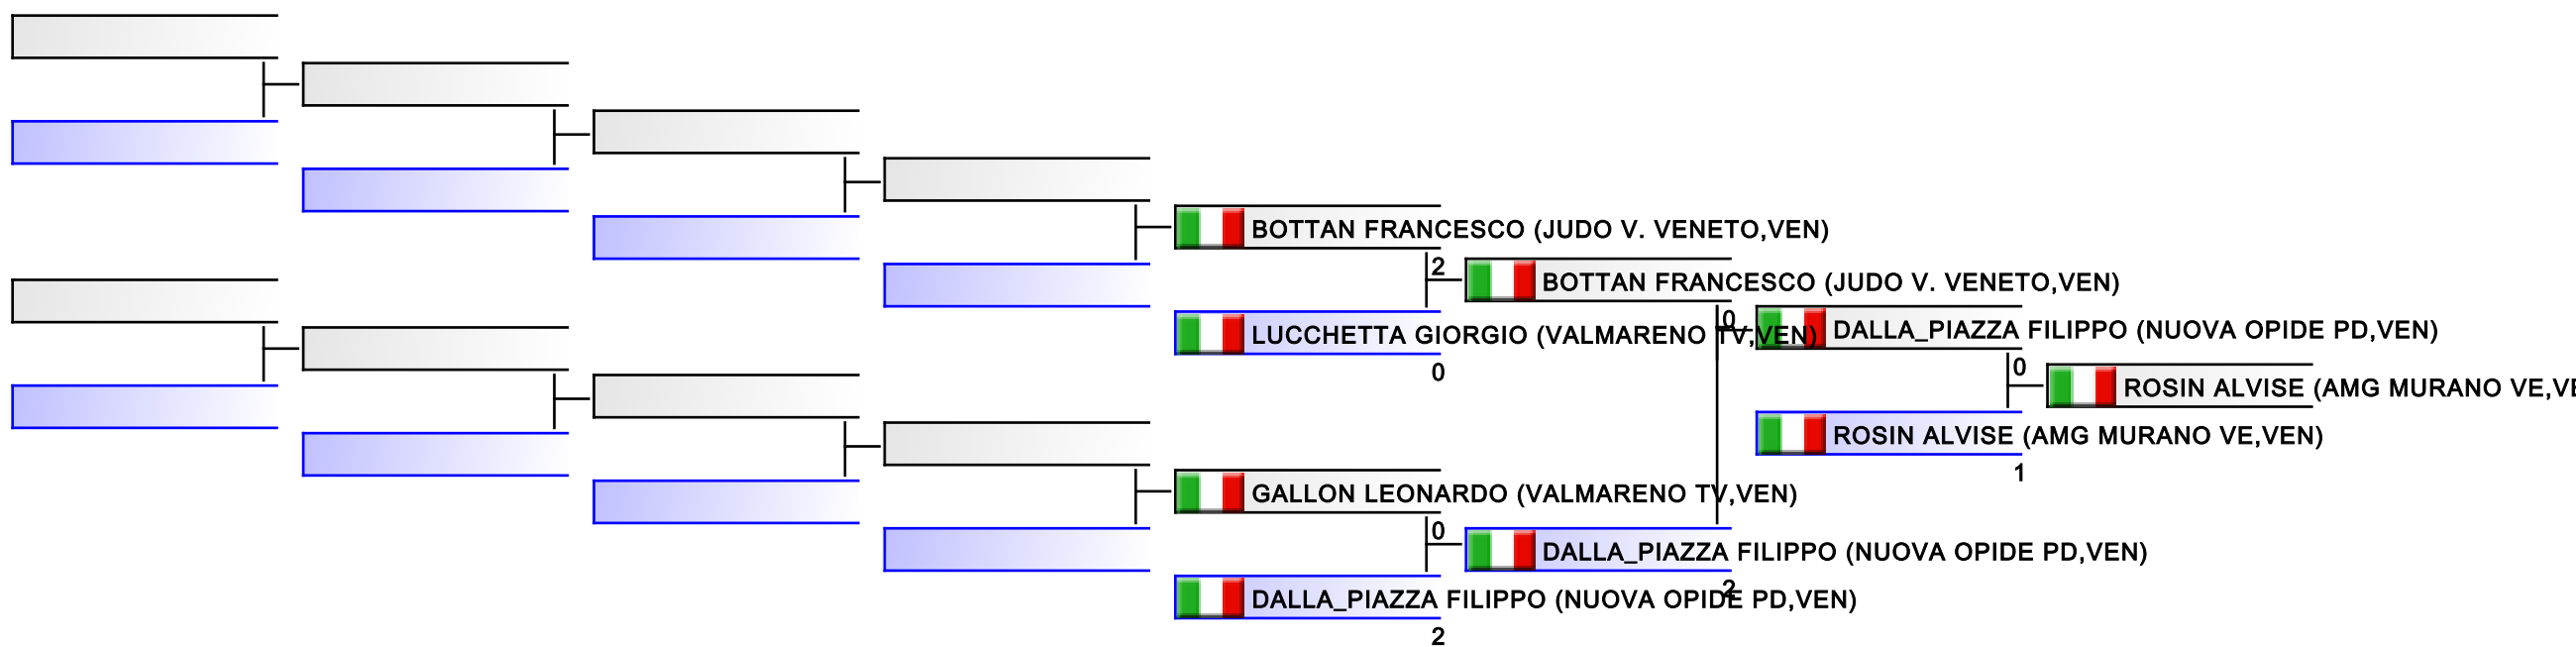 BOTTAN FRANCESCO (JUDO V. VENETO,VEN)
2
BOTTAN FRANCESCO (JUDO V. VENETO,VEN)
LUCCHETTA GIORGIO (VALMARENO TV,VEN)
0
0
DALLA_PIAZZA FILIPPO (NUOVA OPIDE PD,VEN)
0
ROSIN ALVISE (AMG MURANO VE,VE
ROSIN ALVISE (AMG MURANO VE,VEN)
1
GALLON LEONARDO (VALMARENO TV,VEN)
0
DALLA_PIAZZA FILIPPO (NUOVA OPIDE PD,VEN)
2
DALLA_PIAZZA FILIPPO (NUOVA OPIDE PD,VEN)
2